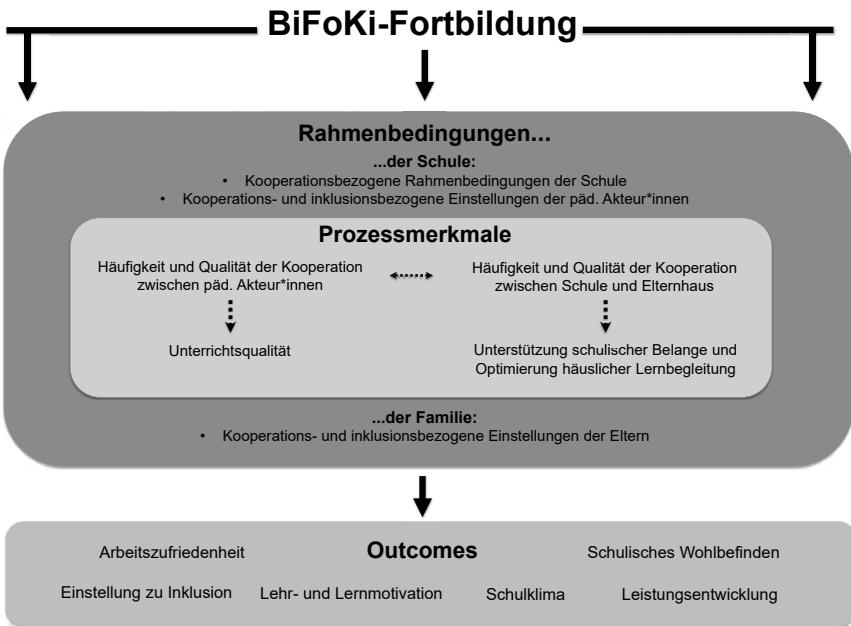 BiFoKi-Fortbildung
Rahmenbedingungen...
...der Schule:
• Kooperationsbezogene Rahmenbedingungen der Schule
• Kooperations- und inklusionsbezogene Einstellungen der päd. Akteur*innen
Prozessmerkmale
Häufigkeit und Qualität der Kooperation
zwischen päd. Akteur*innen
Häufigkeit und Qualität der Kooperation
zwischen Schule und Elternhaus
Unterrichtsqualität
Unterstützung schulischer Belange und
Optimierung häuslicher Lernbegleitung
...der Familie:
• Kooperations- und inklusionsbezogene Einstellungen der Eltern
Arbeitszufriedenheit
Outcomes
Schulisches Wohlbefinden
Einstellung zu Inklusion
Lehr- und Lernmotivation
Schulklima
Leistungsentwicklung